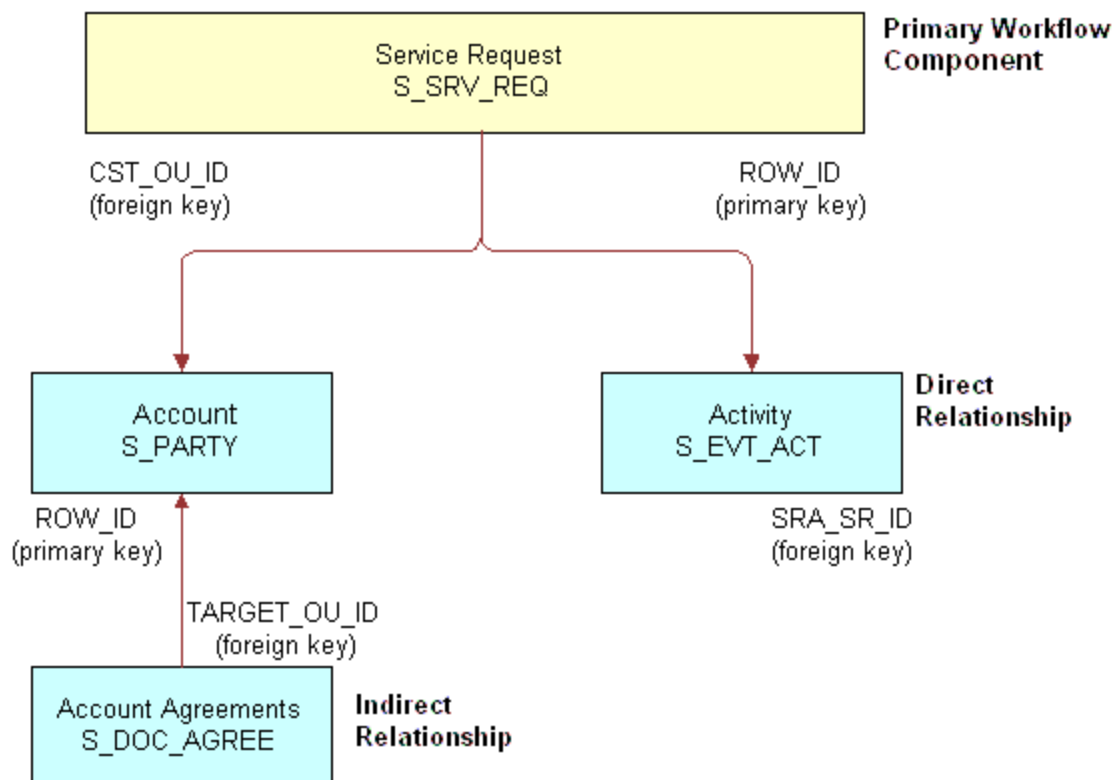 Service Request
S_SRV_REQ
Primary Workflow
Component
CST_OU_ID
(foreign key)
ROW_ID
(primary key)
Account
S_PARTY
Activity
S_EVT_ACT
Direct
Relationship
ROW_ID
(primary key)
SRA_SR_ID
(foreign key)
TARGET_OU_ID
(foreign key)
Account Agreements
S_DOC_AGREE
Indirect
Relationship